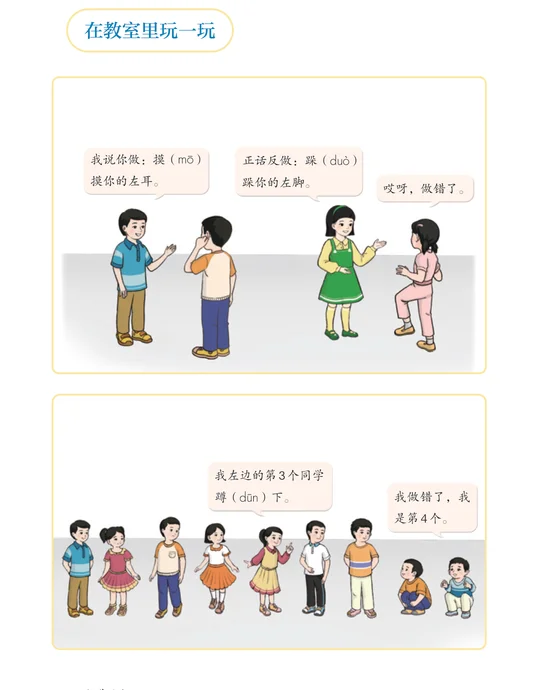 在教室里玩一玩
我说你做：摸（mō）
摸你的左耳。
正话反做：跺（duò）
跺你的左脚。
哎呀，做错了。
我左边的第3个同学
蹲（dūn）下。
我做错了，我
是第4个。